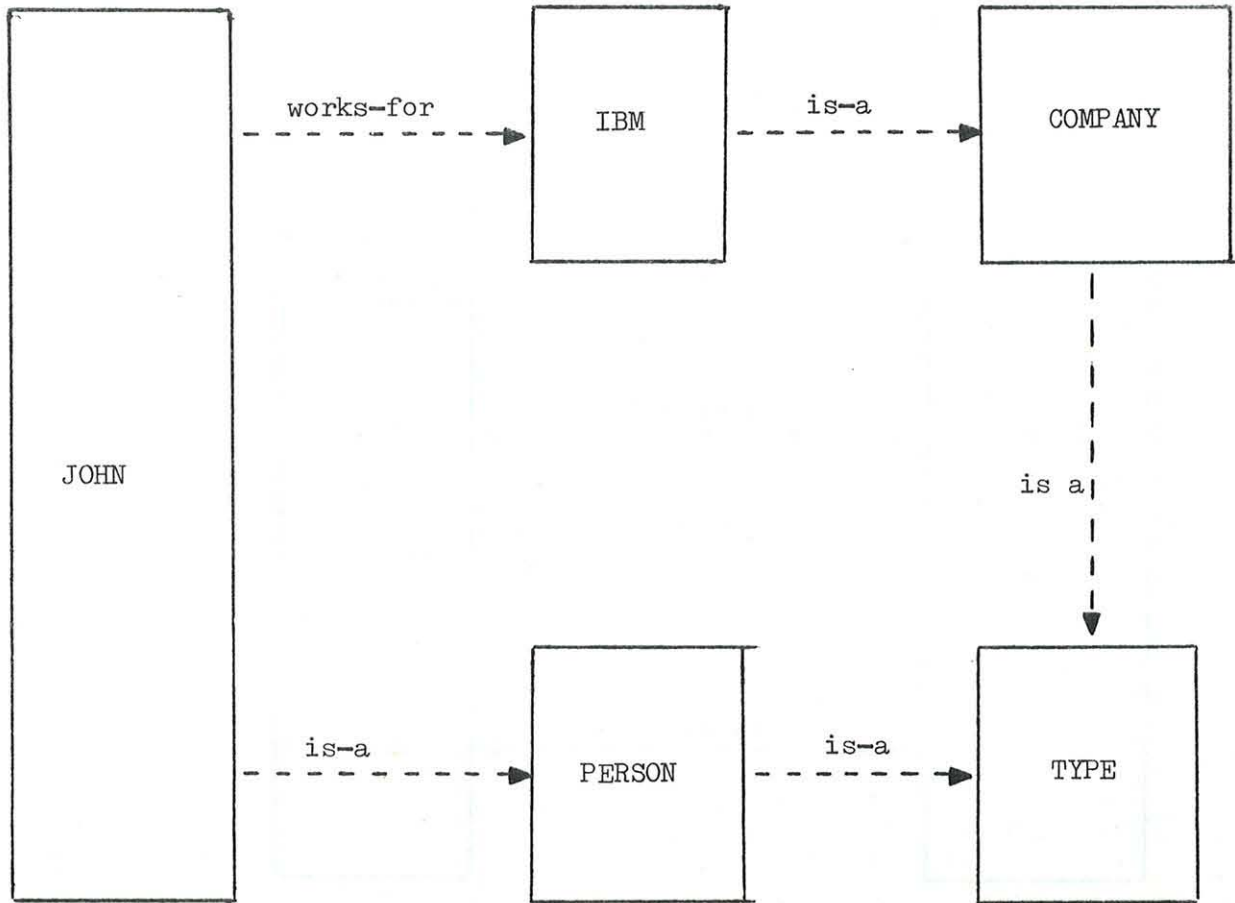 works-for
IBM
is-a
COMPANY
JOHN
is a
is-a
PERSON
is-a
TYPE